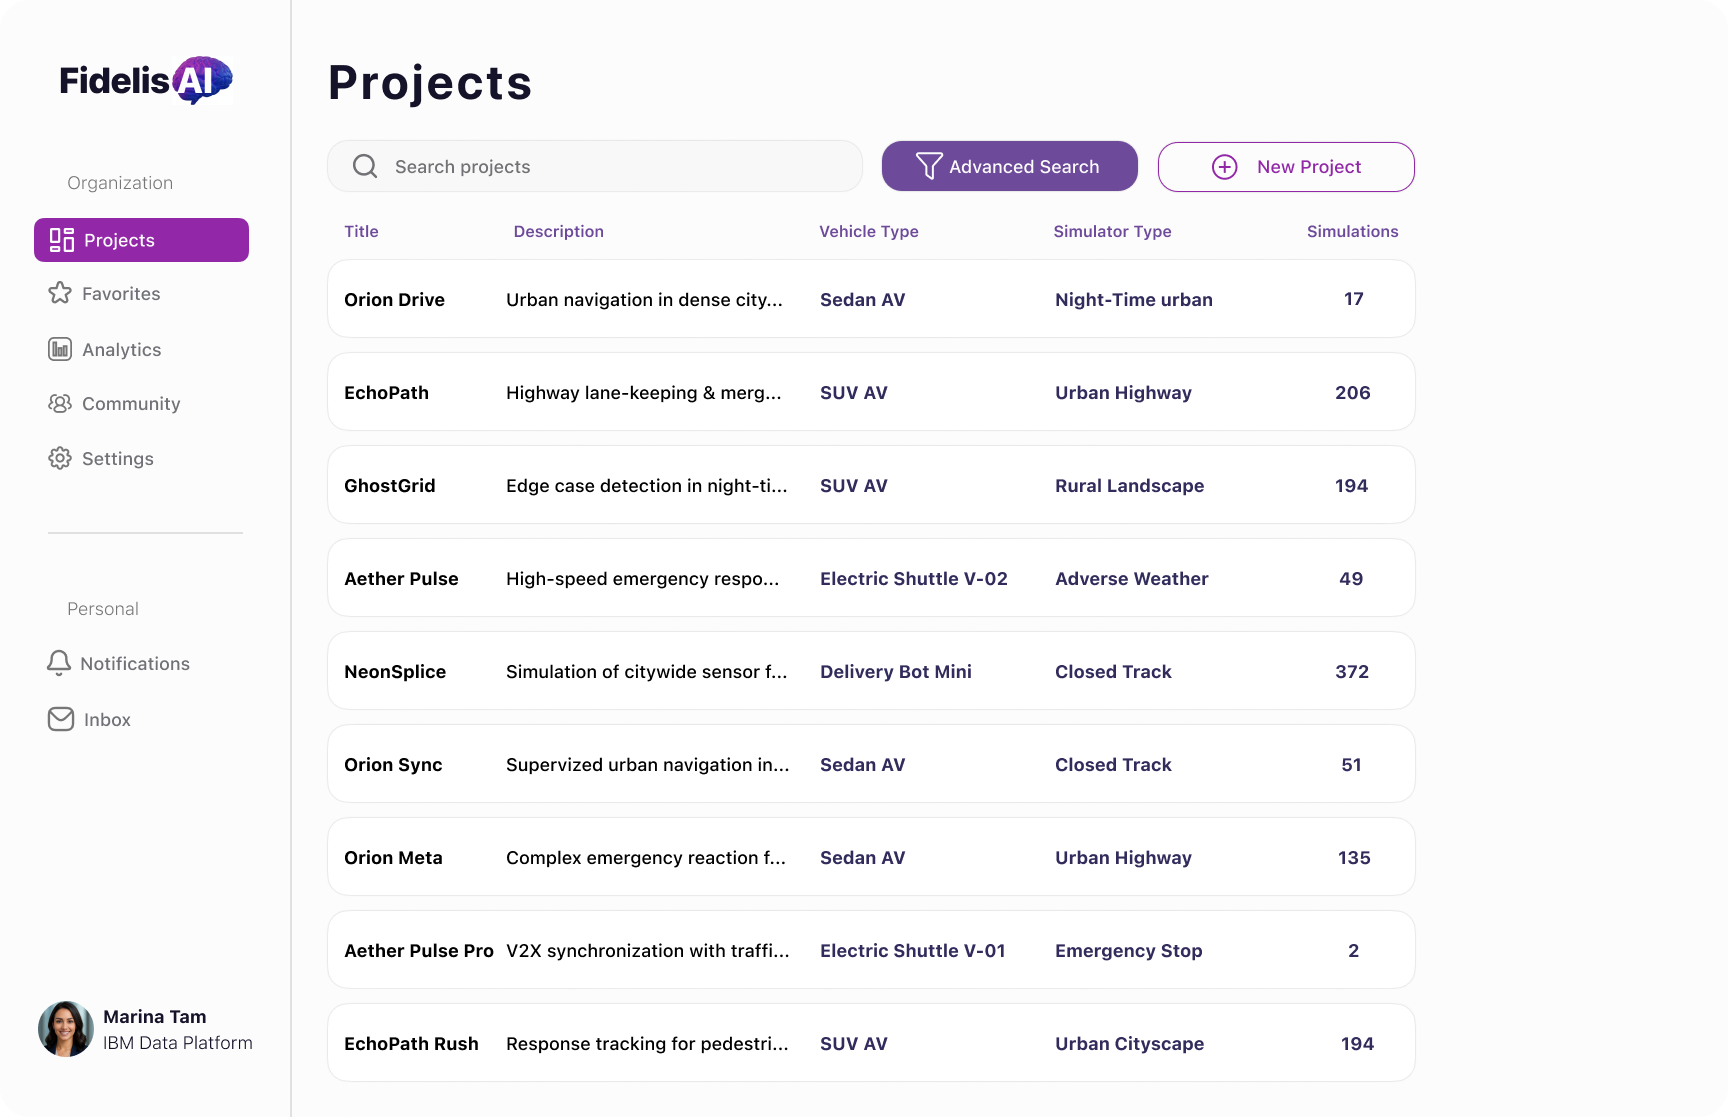 FidelisAI
Organization
Projects
Favorites
Analytics
Community
Settings
Personal
Notifications
Inbox
Marina Tam
IBM Data Platform
Projects
Search projects
Advanced Search
New Project
Title Description Vehicle Type Simulator Type Simulations
Orion Drive Urban navigation in dense city... Sedan AV Night-Time urban 17
EchoPath Highway lane-keeping & merg... SUV AV Urban Highway 206
GhostGrid Edge case detection in night-ti... SUV AV Rural Landscape 194
Aether Pulse High-speed emergency respo... Electric Shuttle V-02 Adverse Weather 49
NeonSplice Simulation of citywide sensor f... Delivery Bot Mini Closed Track 372
Orion Sync Supervized urban navigation in... Sedan AV Closed Track 51
Orion Meta Complex emergency reaction f... Sedan AV Urban Highway 135
Aether Pulse Pro V2X synchronization with traffi... Electric Shuttle V-01 Emergency Stop 2
EchoPath Rush Response tracking for pedestri... SUV AV Urban Cityscape 194